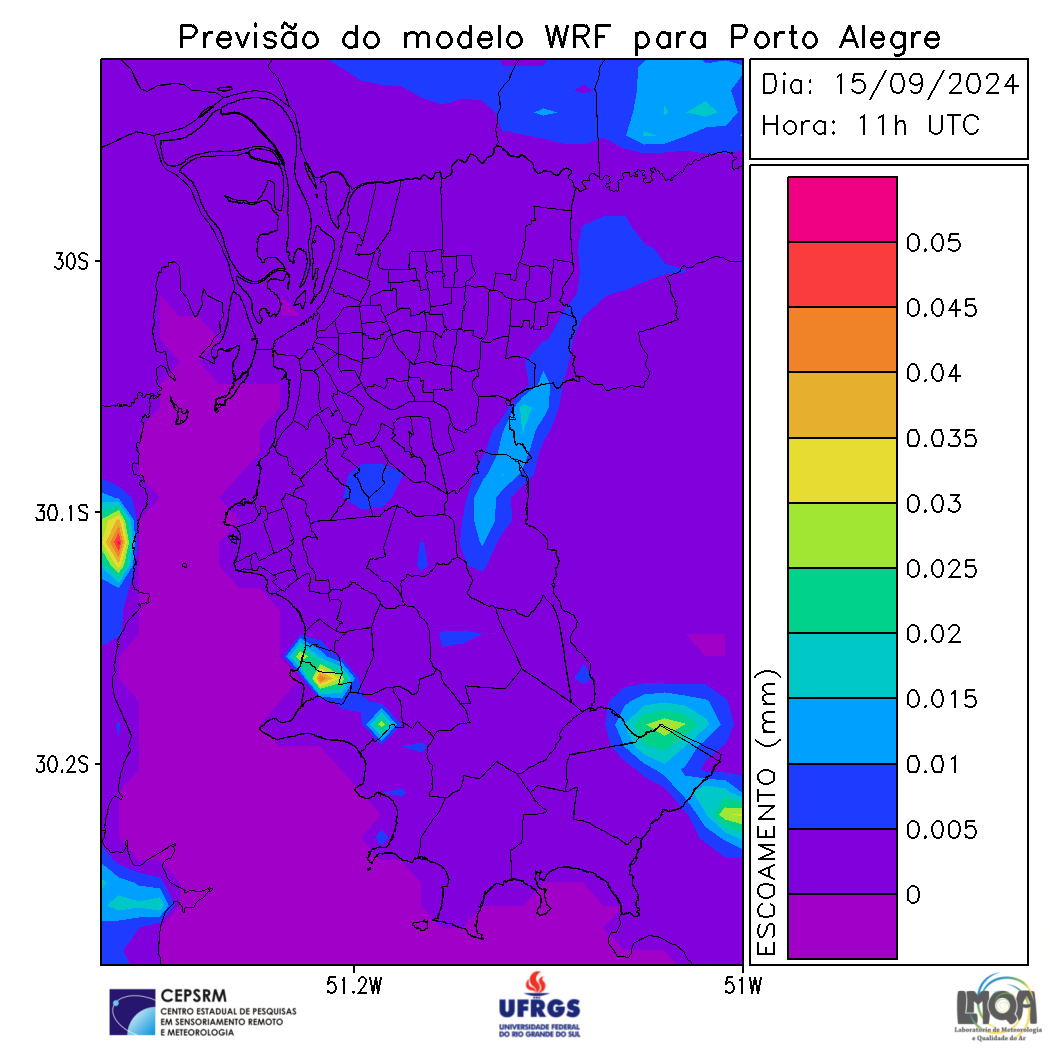 Previsão do modelo WRF para Porto Alegre
Dia: 15/09/2024
Hora: 11h UTC
0.05
0.045
0.04
0.035
0.03
0.025
0.02
0.015
0.01
0.005
0
ESCOAMENTO (mm)
30S
30.1S
30.2S
51.2W
51W
CEPSRM
CENTRO ESTADUAL DE PESQUISAS
EM SENSORIAMENTO REMOTO
E METEOROLOGIA
UFRGS
UNIVERSIDADE FEDERAL
DO RIO GRANDE DO SUL
LMQA
Laboratório de Meteorologia
e Qualidade do Ar